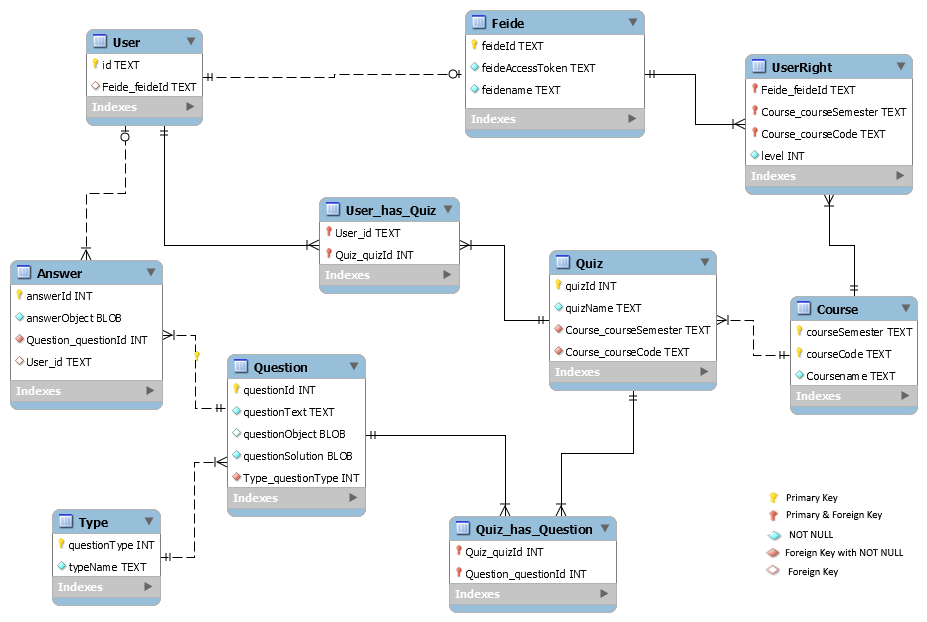 User
id TEXT
Feide_feideId TEXT
Indexes
Feide
feideId TEXT
feideAccessToken TEXT
feidename TEXT
Indexes
UserRight
Feide_feideId TEXT
Course_courseSemester TEXT
Course_courseCode TEXT
level INT
Indexes
User_has_Quiz
User_id TEXT
Quiz_quizId INT
Indexes
Answer
answerId INT
answerObject BLOB
Question_questionId INT
User_id TEXT
Indexes
Quiz
quizId INT
quizName TEXT
Course_courseSemester TEXT
Course_courseCode TEXT
Indexes
Course
courseSemester TEXT
courseCode TEXT
Coursename TEXT
Indexes
Question
questionId INT
questionText TEXT
questionObject BLOB
questionSolution BLOB
Type_questionType INT
Indexes
Type
questionType INT
typeName TEXT
Indexes
Quiz_has_Question
Quiz_quizId INT
Question_questionId INT
Indexes
Primary Key
Primary & Foreign Key
NOT NULL
Foreign Key with NOT NULL
Foreign Key